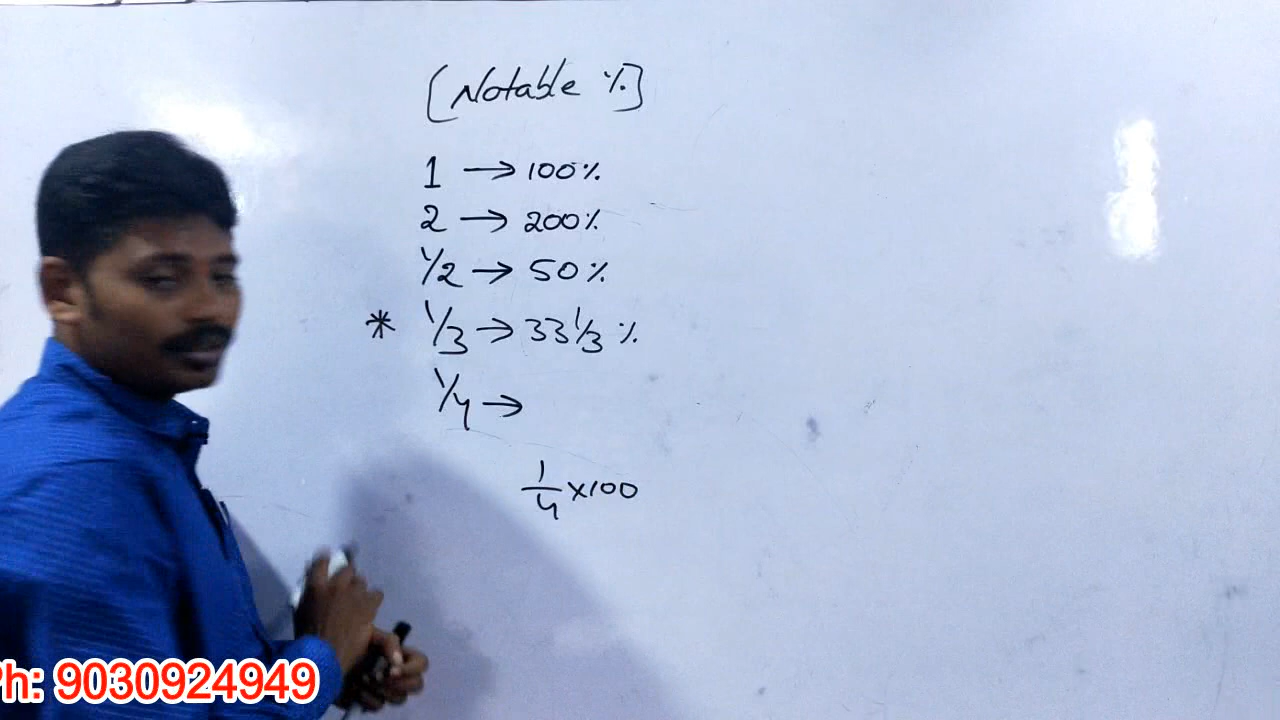 [Notable %]
1 → 100%
2 → 200%
1/2 → 50%
* 1/3 → 33 1/3 %
1/4 →
1/4 × 100
Ph: 9030924949